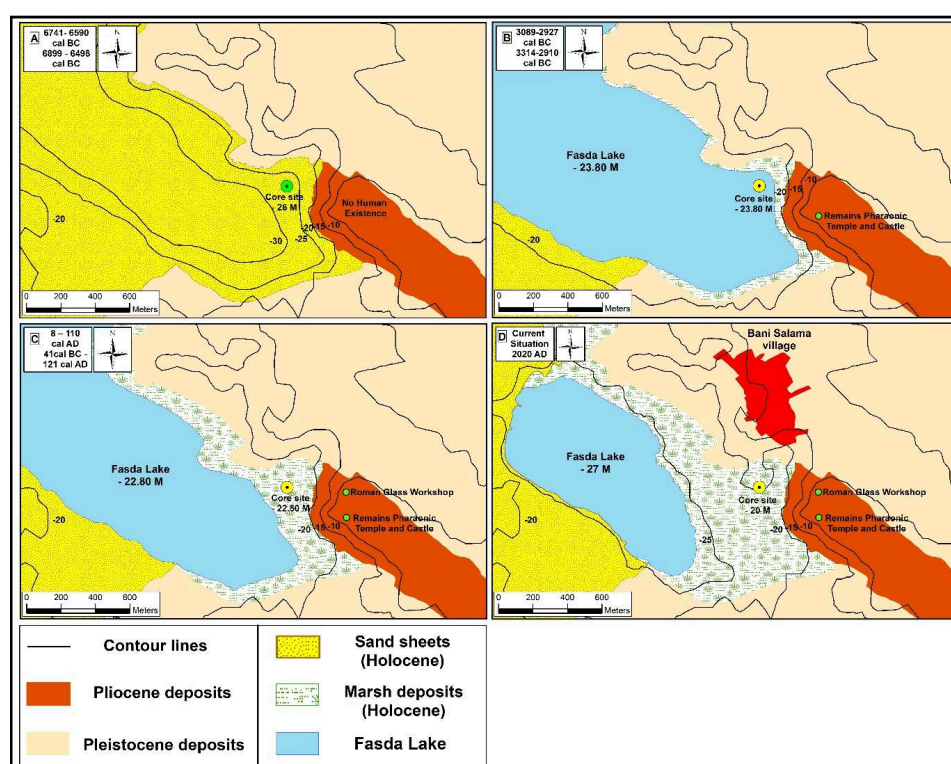 A
6741- 6590
cal BC
6899 - 6498
cal BC
N
-20
Core site
- 26 M
No Human
Existence
-30
-25
-20
-15
-10
0 200 400 600
Meters
B
3089-2927
cal BC
3314-2910
cal BC
N
Fasda Lake
- 23.80 M
Core site
- 23.80 M
-10
-20
-15
Remains Pharaonic
Temple and Castle
-20
0 200 400 600
Meters
C
8 – 110
cal AD
41cal BC -
121 cal AD
N
Fasda Lake
- 22.80 M
Core site
22.50 M
Roman Glass Workshop
-20
-15
-10
Remains Pharaonic
Temple and Castle
-20
0 200 400 600
Meters
D
Current
Situation
2020 AD
N
Bani Salama
village
Fasda Lake
- 27 M
Core site
20 M
Roman Glass Workshop
-20
-15
-10
Remains Pharaonic
Temple and Castle
-20
-25
0 200 400 600
Meters
Contour lines
Pliocene deposits
Pleistocene deposits
Sand sheets
(Holocene)
Marsh deposits
(Holocene)
Fasda Lake